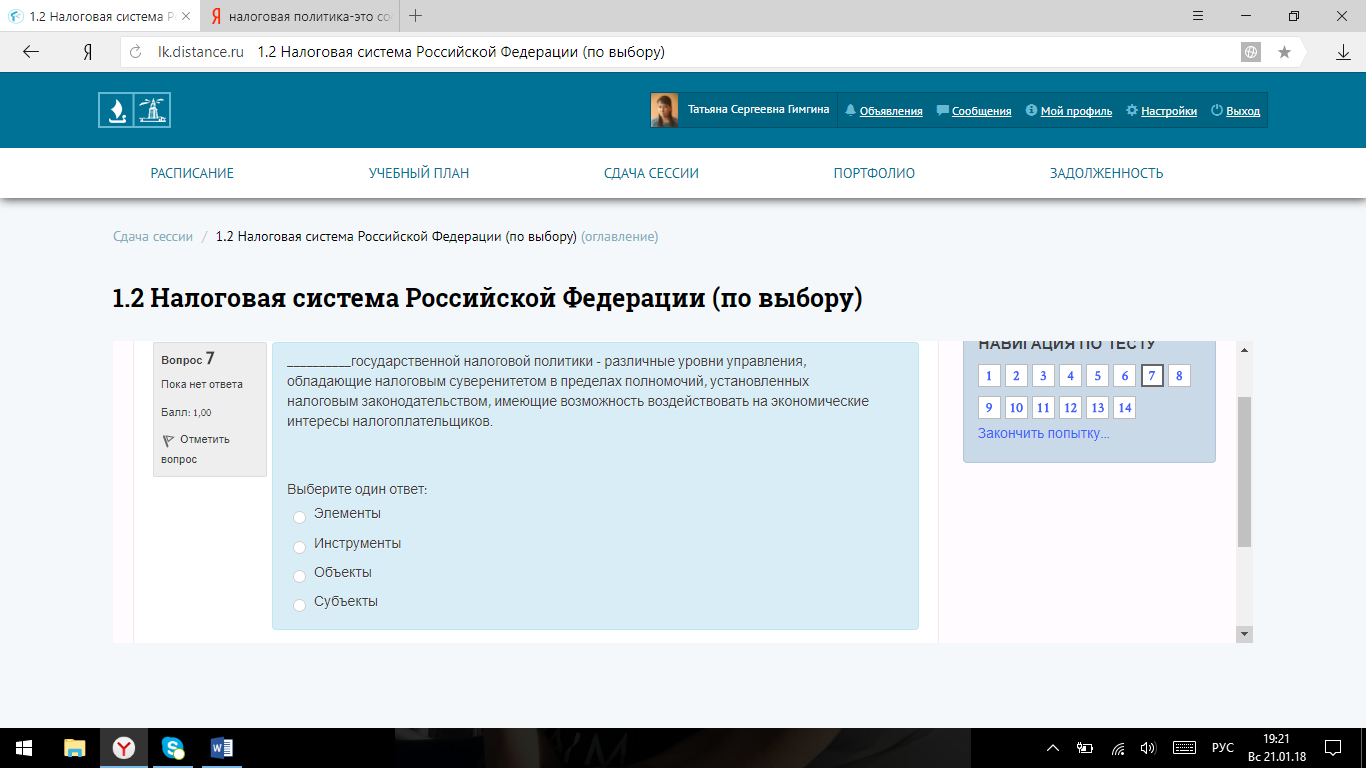 1.2 Налоговая система Р
налоговая политика-это со
lk.distance.ru 1.2 Налоговая система Российской Федерации (по выбору)
Татьяна Сергеевна Гимгина Объявления Сообщения Мой профиль Настройки Выход
РАСПИСАНИЕ УЧЕБНЫЙ ПЛАН СДАЧА СЕССИИ ПОРТФОЛИО ЗАДОЛЖЕННОСТЬ
Сдача сессии / 1.2 Налоговая система Российской Федерации (по выбору) (оглавление)
1.2 Налоговая система Российской Федерации (по выбору)
Вопрос 7
Пока нет ответа
Балл: 1,00
Отметить
вопрос
__________государственной налоговой политики - различные уровни управления,
обладающие налоговым суверенитетом в пределах полномочий, установленных
налоговым законодательством, имеющие возможность воздействовать на экономические
интересы налогоплательщиков.
Выберите один ответ:
Элементы
Инструменты
Объекты
Субъекты
НАВИГАЦИЯ ПО ТЕСТУ
1 2 3 4 5 6 7 8
9 10 11 12 13 14
Закончить попытку...
РУС
19:21
Вс 21.01.18